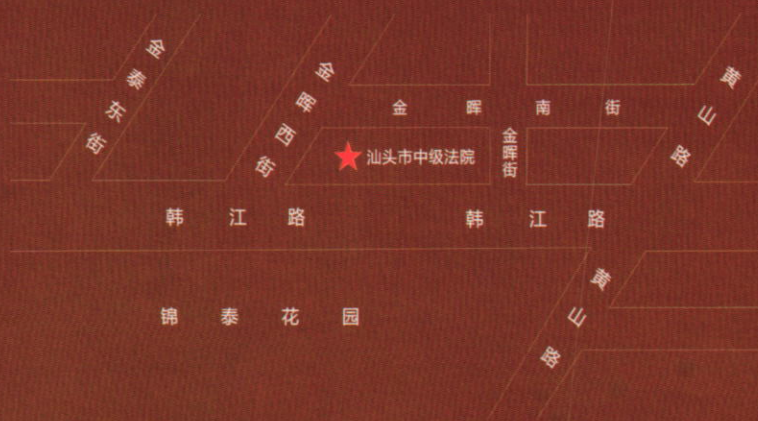 金泰东街
金晖西街
黄山路
金晖南街
金晖街
汕头市中级法院
韩江路
韩江路
黄山路
锦泰花园